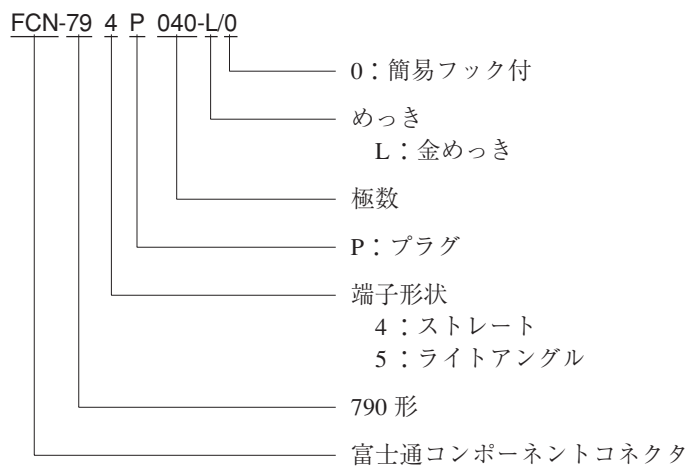 FCN-79 4 P 040-L/0
0：簡易フック付
めっき
L：金めっき
極数
P：プラグ
端子形状
4：ストレート
5：ライトアングル
790 形
富士通コンポーネントコネクタ